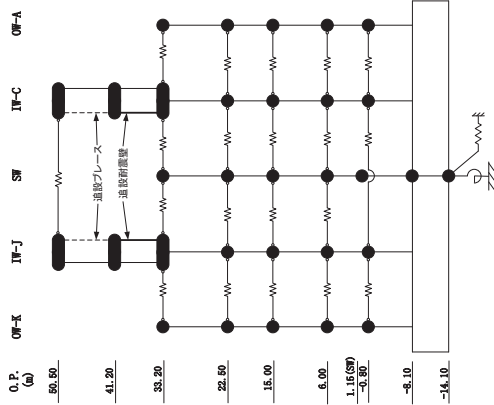 OW-A
IW-C
SW
IW-J
OW-K
追設ブレース
追設耐震壁
O.P.
(m)
50.50
41.20
33.20
22.50
15.00
6.00
1.15(SW)
-0.80
-8.10
-14.10